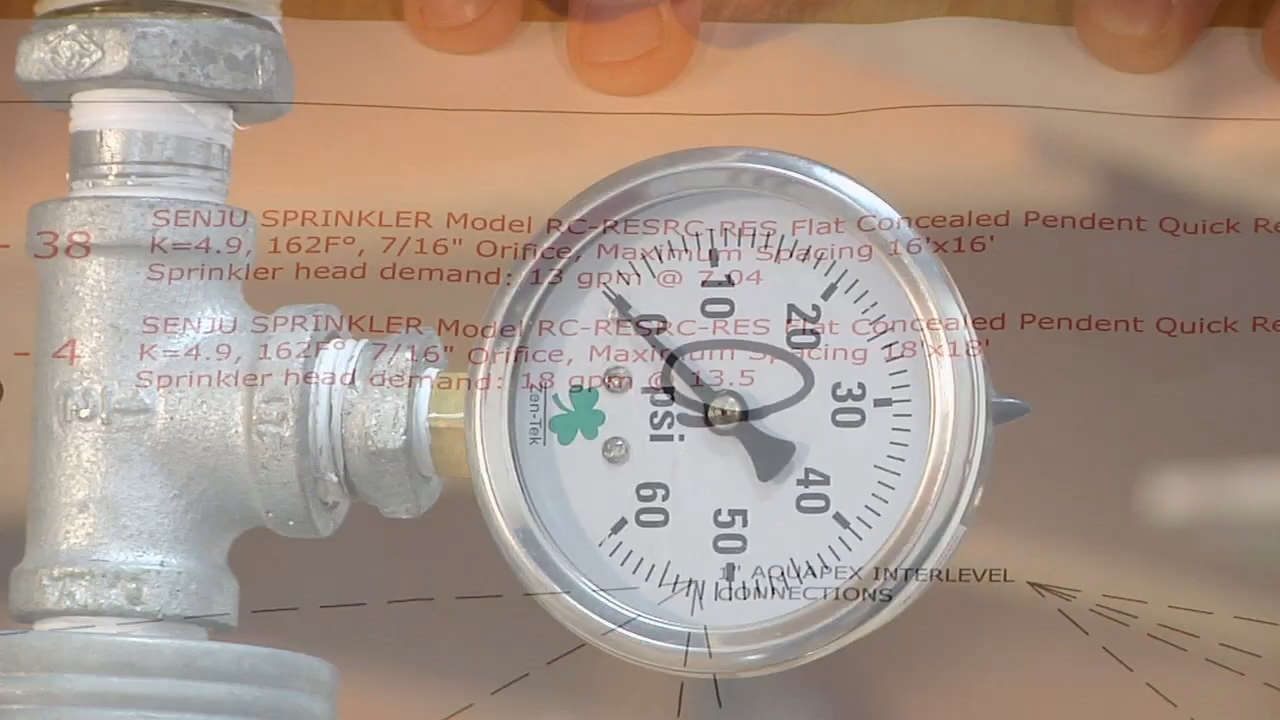 SENJU SPRINKLER Model RC-RESRC-RES Flat Concealed Pendent Quick Re
- 38 K=4.9, 162F°, 7/16" Orifice, Maximum Spacing 16'x16'
Sprinkler head demand: 13 gpm @ 7.04
SENJU SPRINKLER Model RC-RESRC-RES Flat Concealed Pendent Quick Re
- 4 K=4.9, 162F°, 7/16" Orifice, Maximum Spacing 18'x18'
Sprinkler head demand: 18 gpm @ 13.5
0
10
20
30
40
50
60
psi
Zen-Tek
1" AQUAPEX INTERLEVEL
CONNECTIONS